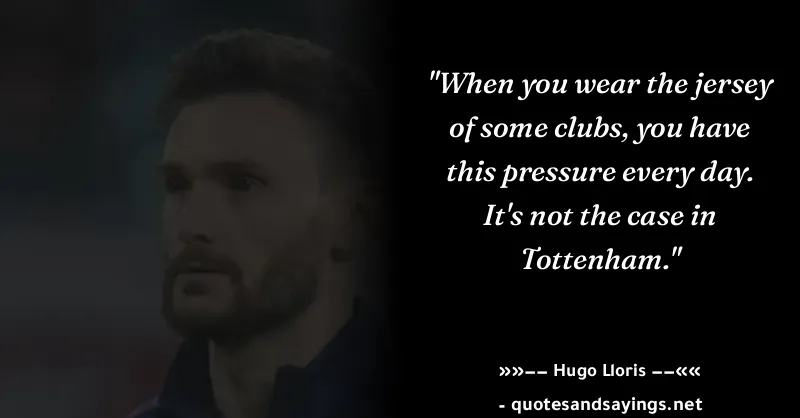 "When you wear the jersey
of some clubs, you have
this pressure every day.
It's not the case in
Tottenham."
»»−− Hugo Lloris −−««
- quotesandsayings.net